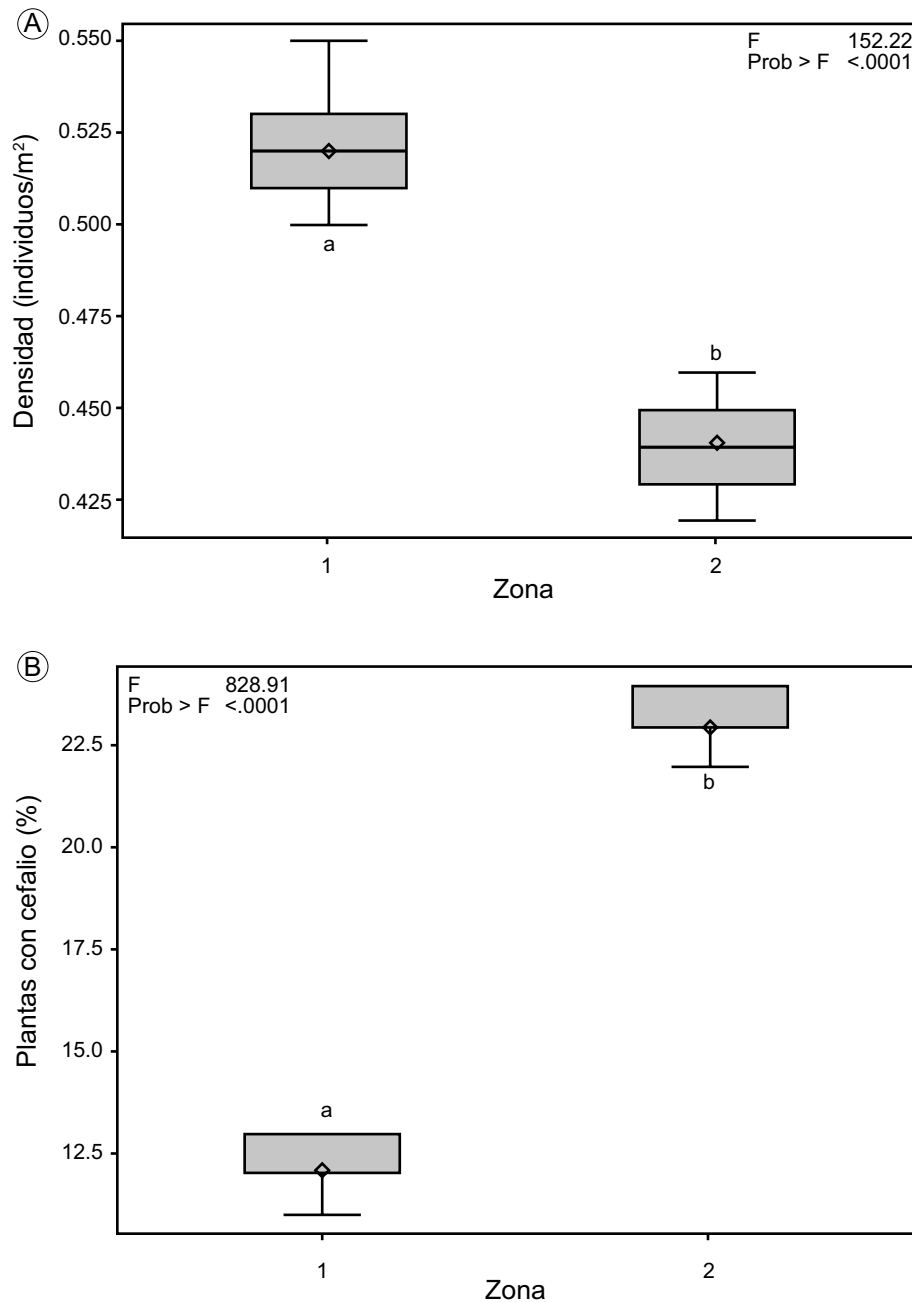 A
F 152.22
Prob > F <.0001
0.550
0.525
0.500
0.475
0.450
0.425
Densidad (individuos/m²)
a
b
1 2
Zona
B
F 828.91
Prob > F <.0001
22.5
20.0
17.5
15.0
12.5
Plantas con cefalio (%)
b
a
1 2
Zona